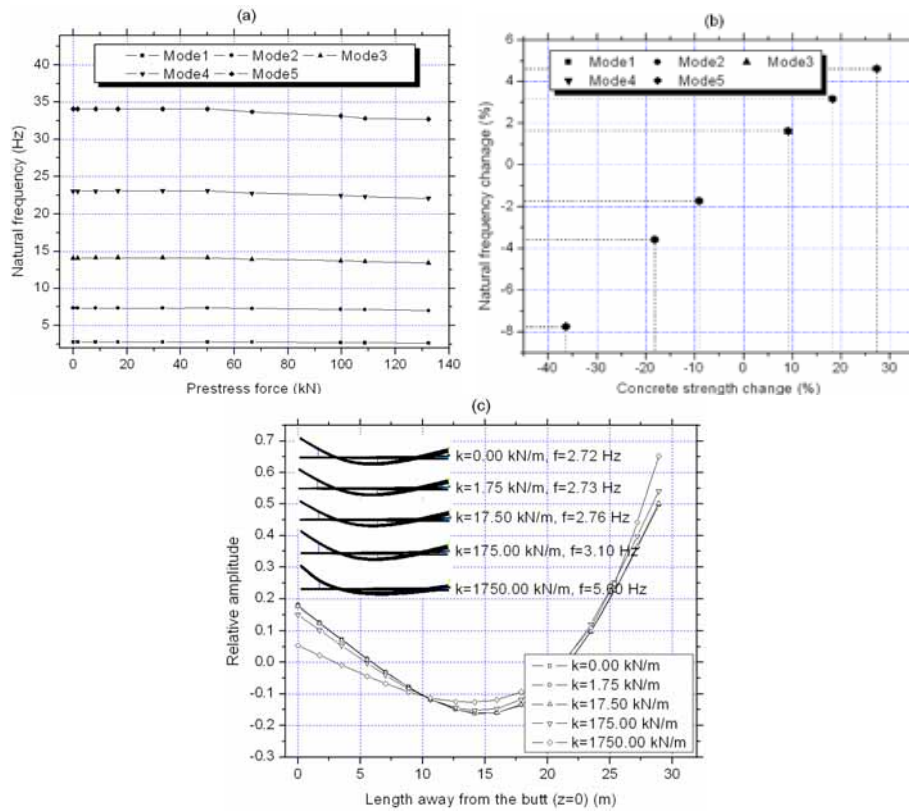 (a)
Mode1 Mode2 Mode3
Mode4 Mode5
Natural frequency (Hz)
40
35
30
25
20
15
10
5
0 20 40 60 80 100 120 140
Prestress force (kN)
(b)
Mode1 Mode2 Mode3
Mode4 Mode5
Natural frequency chanage (%)
6
4
2
0
-2
-4
-6
-8
-40 -30 -20 -10 0 10 20 30
Concrete strength change (%)
(c)
Relative amplitude
0.7
0.6
0.5
0.4
0.3
0.2
0.1
0.0
-0.1
-0.2
-0.3
k=0.00 kN/m, f=2.72 Hz
k=1.75 kN/m, f=2.73 Hz
k=17.50 kN/m, f=2.76 Hz
k=175.00 kN/m, f=3.10 Hz
k=1750.00 kN/m, f=5.60 Hz
k=0.00 kN/m
k=1.75 kN/m
k=17.50 kN/m
k=175.00 kN/m
k=1750.00 kN/m
0 5 10 15 20 25 30
Length away from the butt (z=0) (m)